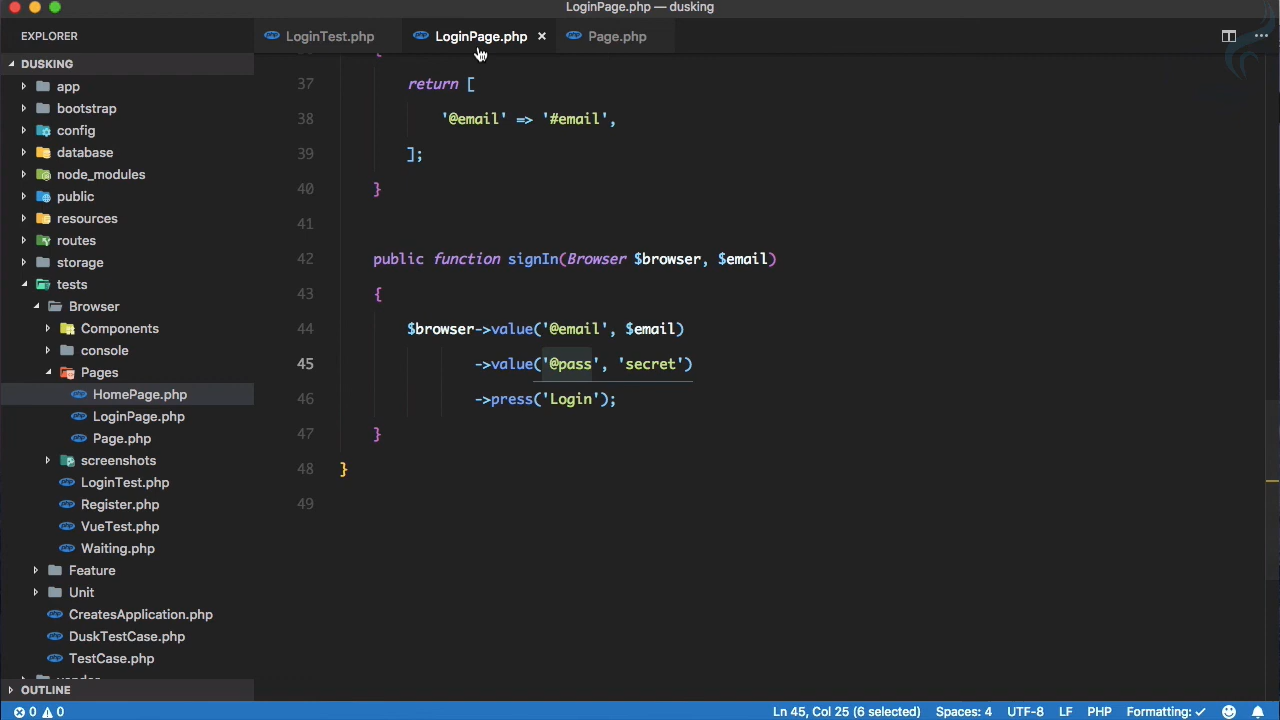 LoginPage.php — dusking
EXPLORER
LoginTest.php
LoginPage.php
Page.php
DUSKING
app
bootstrap
config
database
node_modules
public
resources
routes
storage
tests
Browser
Components
console
Pages
HomePage.php
LoginPage.php
Page.php
screenshots
LoginTest.php
Register.php
VueTest.php
Waiting.php
Feature
Unit
CreatesApplication.php
DuskTestCase.php
TestCase.php
OUTLINE
{
37 return [
38 '@email' => '#email',
39 ];
40 }
41
42 public function signIn(Browser $browser, $email)
43 {
44 $browser->value('@email', $email)
45 ->value('@pass', 'secret')
46 ->press('Login');
47 }
48 }
49
0 0
Ln 45, Col 25 (6 selected) Spaces: 4 UTF-8 LF PHP Formatting: ✓